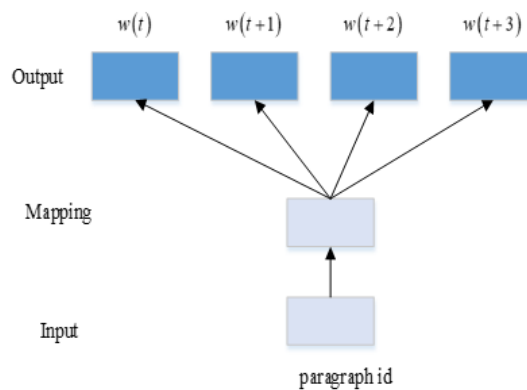 w(t) w(t+1) w(t+2) w(t+3)
Output
Mapping
Input
paragraph id